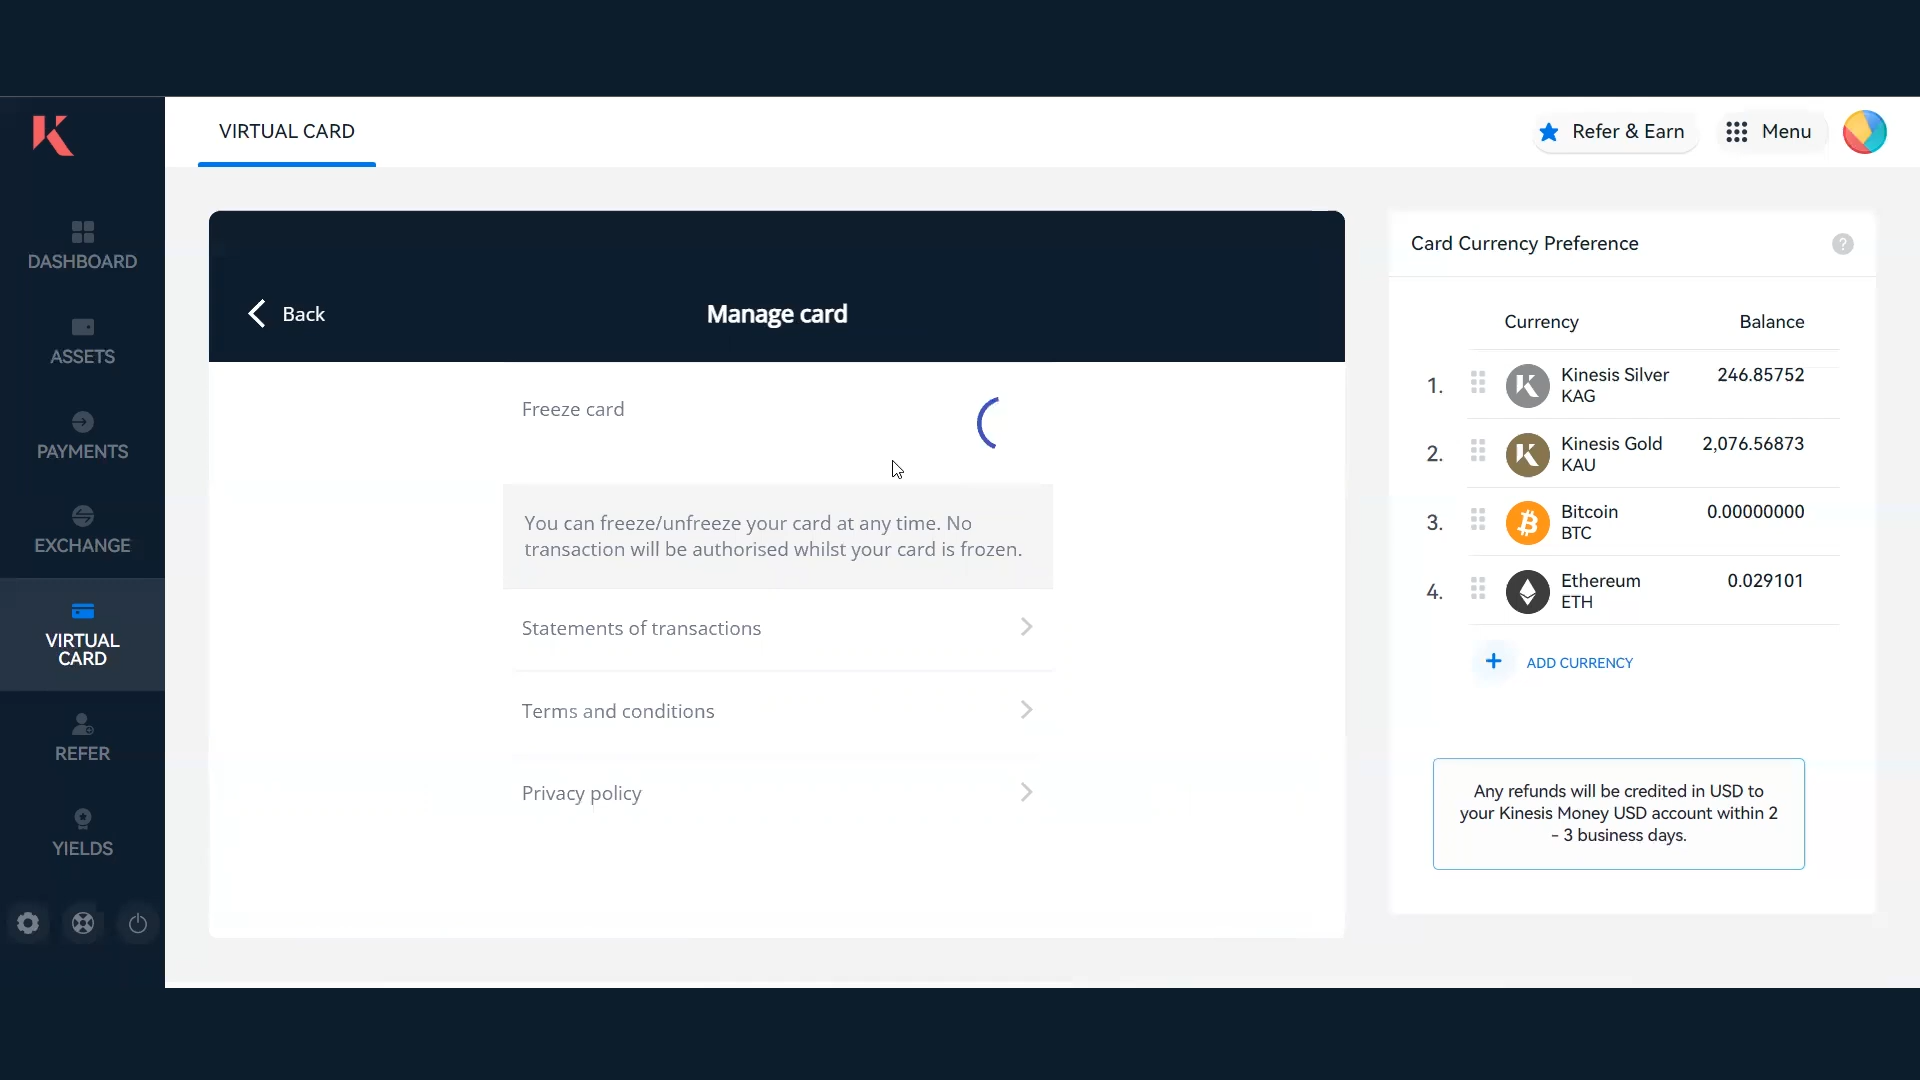 VIRTUAL CARD
Refer & Earn
Menu
DASHBOARD
ASSETS
PAYMENTS
EXCHANGE
VIRTUAL
CARD
REFER
YIELDS
Back
Manage card
Freeze card
You can freeze/unfreeze your card at any time. No
transaction will be authorised whilst your card is frozen.
Statements of transactions
Terms and conditions
Privacy policy
Card Currency Preference
?
Currency Balance
1. Kinesis Silver 246.85752
KAG
2. Kinesis Gold 2,076.56873
KAU
3. Bitcoin 0.00000000
BTC
4. Ethereum 0.029101
ETH
+ ADD CURRENCY
Any refunds will be credited in USD to
your Kinesis Money USD account within 2
- 3 business days.